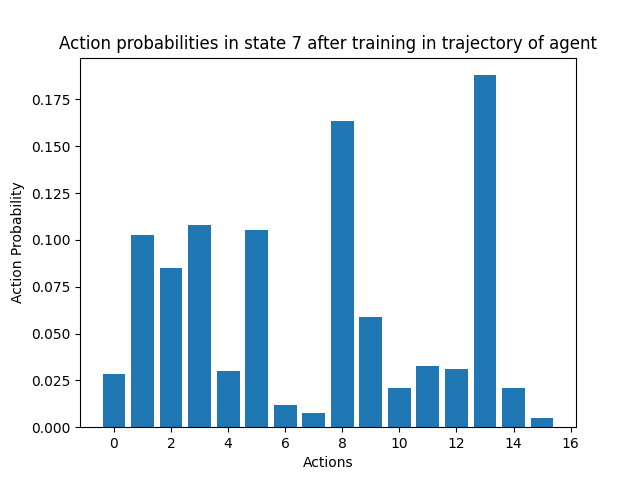 Action probabilities in state 7 after training in trajectory of agent
Action Probability
0.175
0.150
0.125
0.100
0.075
0.050
0.025
0.000
0 2 4 6 8 10 12 14 16
Actions